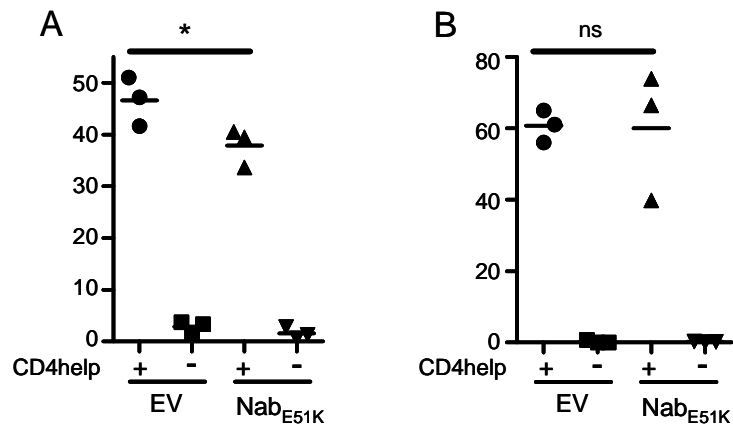 A
*
50
40
30
20
10
0
CD4help + - + -
EV NabE51K
B
ns
80
60
40
20
0
CD4help + - + -
EV NabE51K